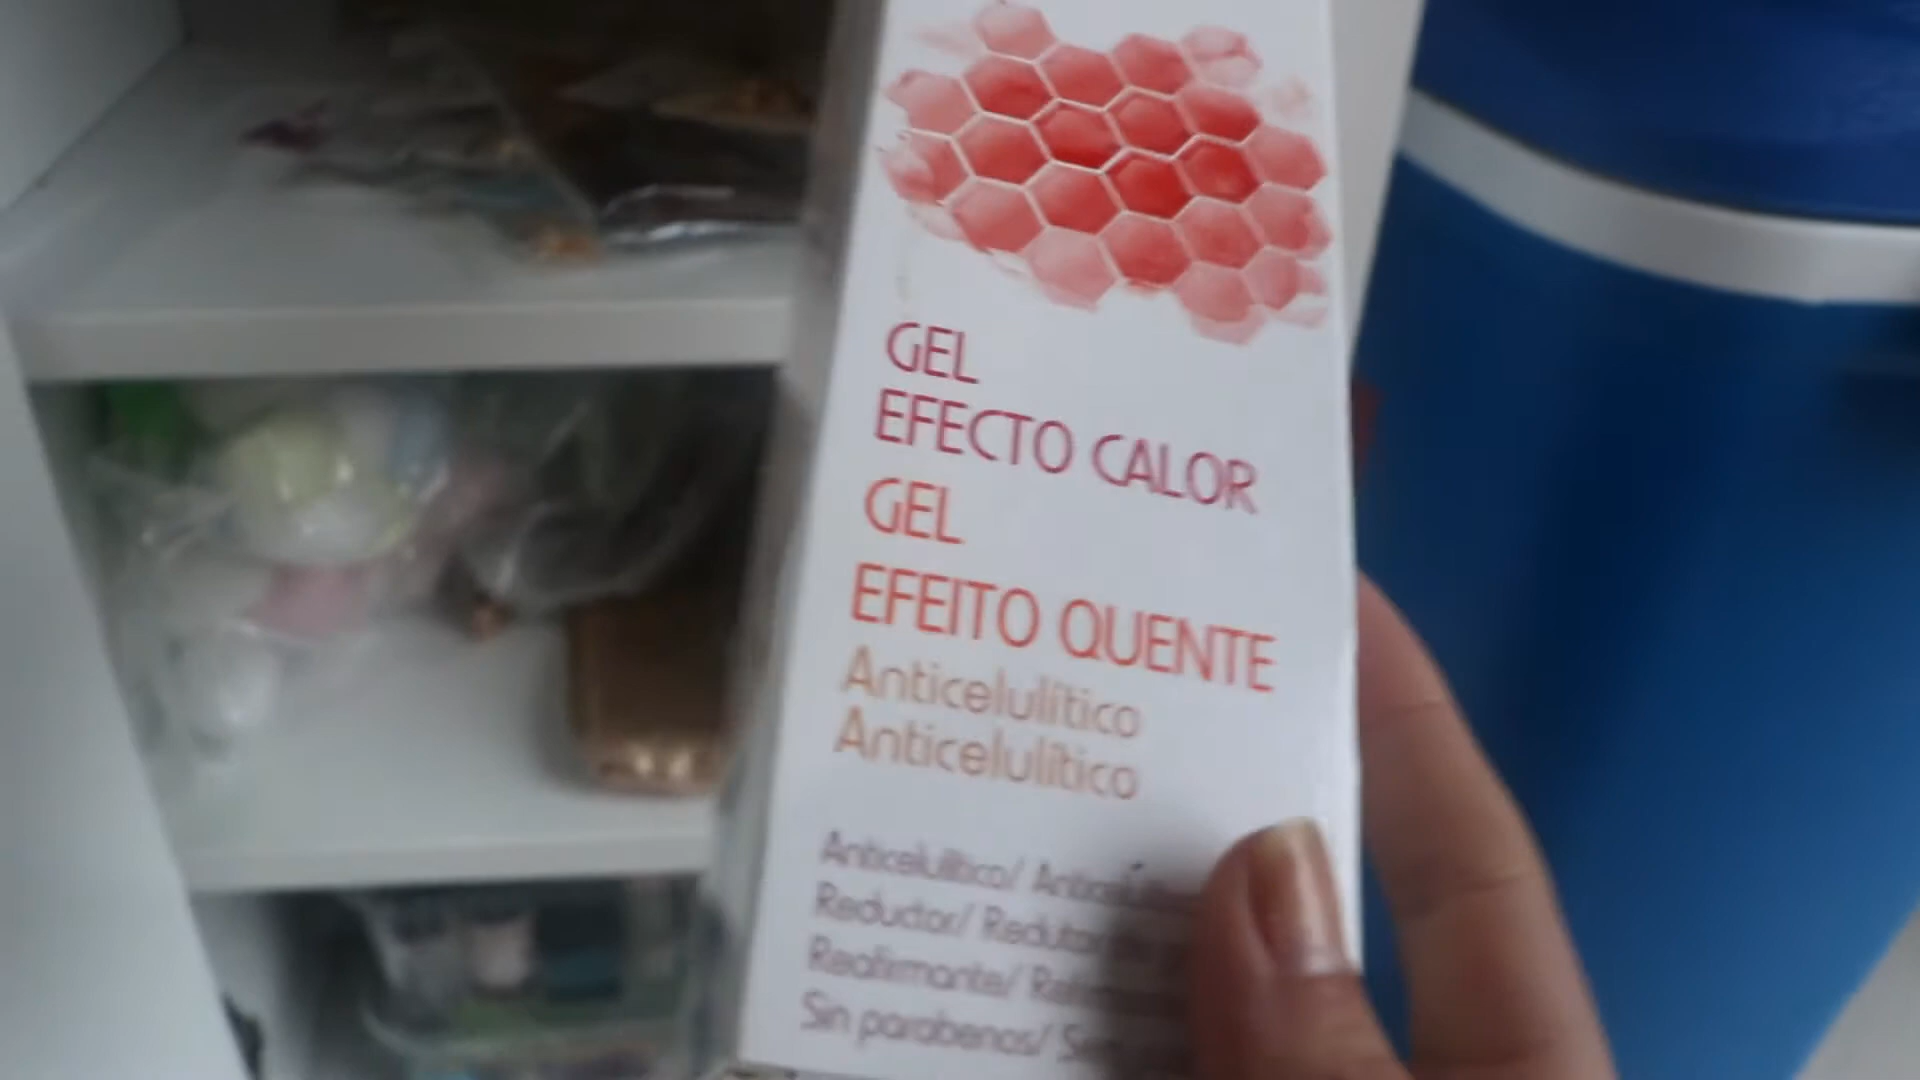 GEL
EFECTO CALOR
GEL
EFEITO QUENTE
Anticelulítico
Anticelulítico
Anticelulítico/
Reductor/
Reafirmante/
Sin parabenos/